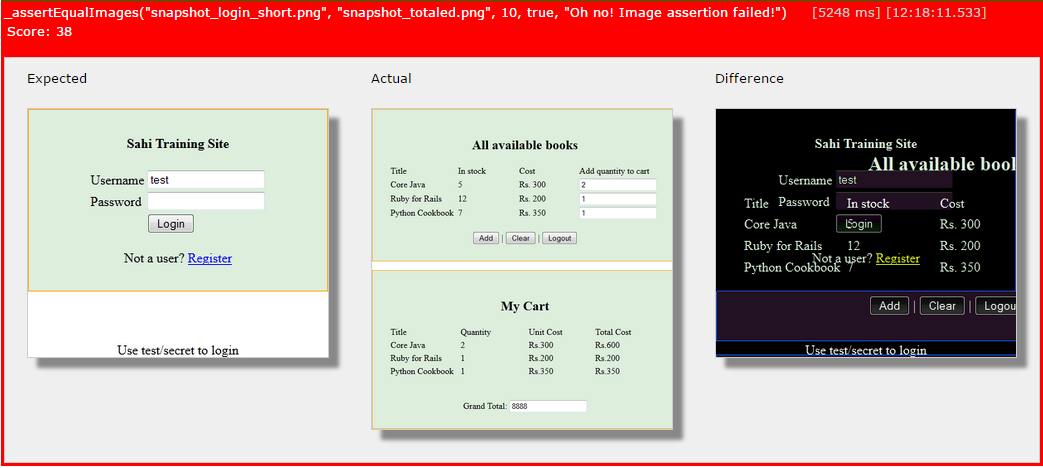 _assertEqualImages("snapshot_login_short.png", "snapshot_totaled.png", 10, true, "Oh no! Image assertion failed!") [5248 ms] [12:18:11.533]
Score: 38
Expected
Sahi Training Site
Username test
Password
Login
Not a user? Register
Use test/secret to login
Actual
All available books
Title In stock Cost Add quantity to cart
Core Java 5 Rs. 300 2
Ruby for Rails 12 Rs. 200 1
Python Cookbook 7 Rs. 350 1
Add | Clear | Logout
My Cart
Title Quantity Unit Cost Total Cost
Core Java 2 Rs.300 Rs.600
Ruby for Rails 1 Rs.200 Rs.200
Python Cookbook 1 Rs.350 Rs.350
Grand Total: 8888
Difference
Sahi Training Site
All available bool
Username test
Password
Title In stock Cost
Core Java 5 Login Rs. 300
Ruby for Rails 12 Rs. 200
Not a user? Register
Python Cookbook 7 Rs. 350
Add | Clear | Logou
Use test/secret to login